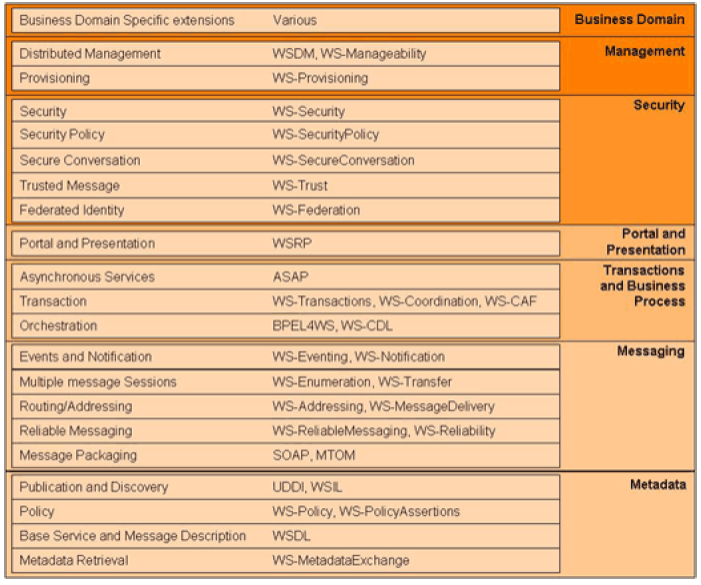 Business Domain Specific extensions Various Business Domain
Distributed Management WSDM, WS-Manageability Management
Provisioning WS-Provisioning
Security WS-Security Security
Security Policy WS-SecurityPolicy
Secure Conversation WS-SecureConversation
Trusted Message WS-Trust
Federated Identity WS-Federation
Portal and Presentation WSRP Portal and
Presentation
Asynchronous Services ASAP Transactions
and Business
Transaction WS-Transactions, WS-Coordination, WS-CAF Process
Orchestration BPEL4WS, WS-CDL
Events and Notification WS-Eventing, WS-Notification Messaging
Multiple message Sessions WS-Enumeration, WS-Transfer
Routing/Addressing WS-Addressing, WS-MessageDelivery
Reliable Messaging WS-ReliableMessaging, WS-Reliability
Message Packaging SOAP, MTOM
Publication and Discovery UDDI, WSIL Metadata
Policy WS-Policy, WS-PolicyAssertions
Base Service and Message Description WSDL
Metadata Retrieval WS-MetadataExchange